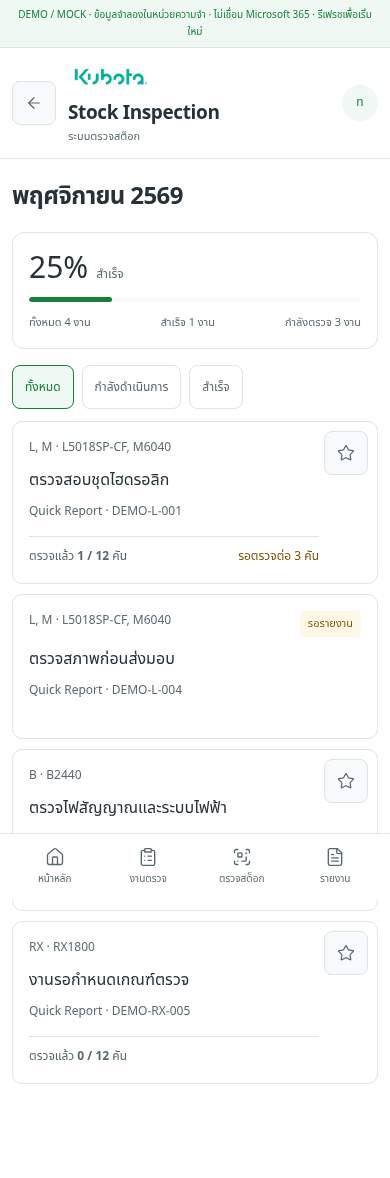 DEMO / MOCK · ข้อมูลจำลองในหน่วยความจำ · ไม่เชื่อม Microsoft 365 · รีเฟรชเพื่อเริ่ม
ใหม่
Kubota
Stock Inspection
ระบบตรวจสต็อก
ก
พฤศจิกายน 2569
25% สำเร็จ
ทั้งหมด 4 งาน สำเร็จ 1 งาน กำลังตรวจ 3 งาน
ทั้งหมด กำลังดำเนินการ สำเร็จ
L, M · L5018SP-CF, M6040
ตรวจสอบชุดไฮดรอลิก
Quick Report · DEMO-L-001
ตรวจแล้ว 1 / 12 คัน รอตรวจต่อ 3 คัน
L, M · L5018SP-CF, M6040 รอรายงาน
ตรวจสภาพก่อนส่งมอบ
Quick Report · DEMO-L-004
B · B2440
ตรวจไฟสัญญาณและระบบไฟฟ้า
หน้าหลัก งานตรวจ ตรวจสต็อก รายงาน
RX · RX1800
งานรอกำหนดเกณฑ์ตรวจ
Quick Report · DEMO-RX-005
ตรวจแล้ว 0 / 12 คัน